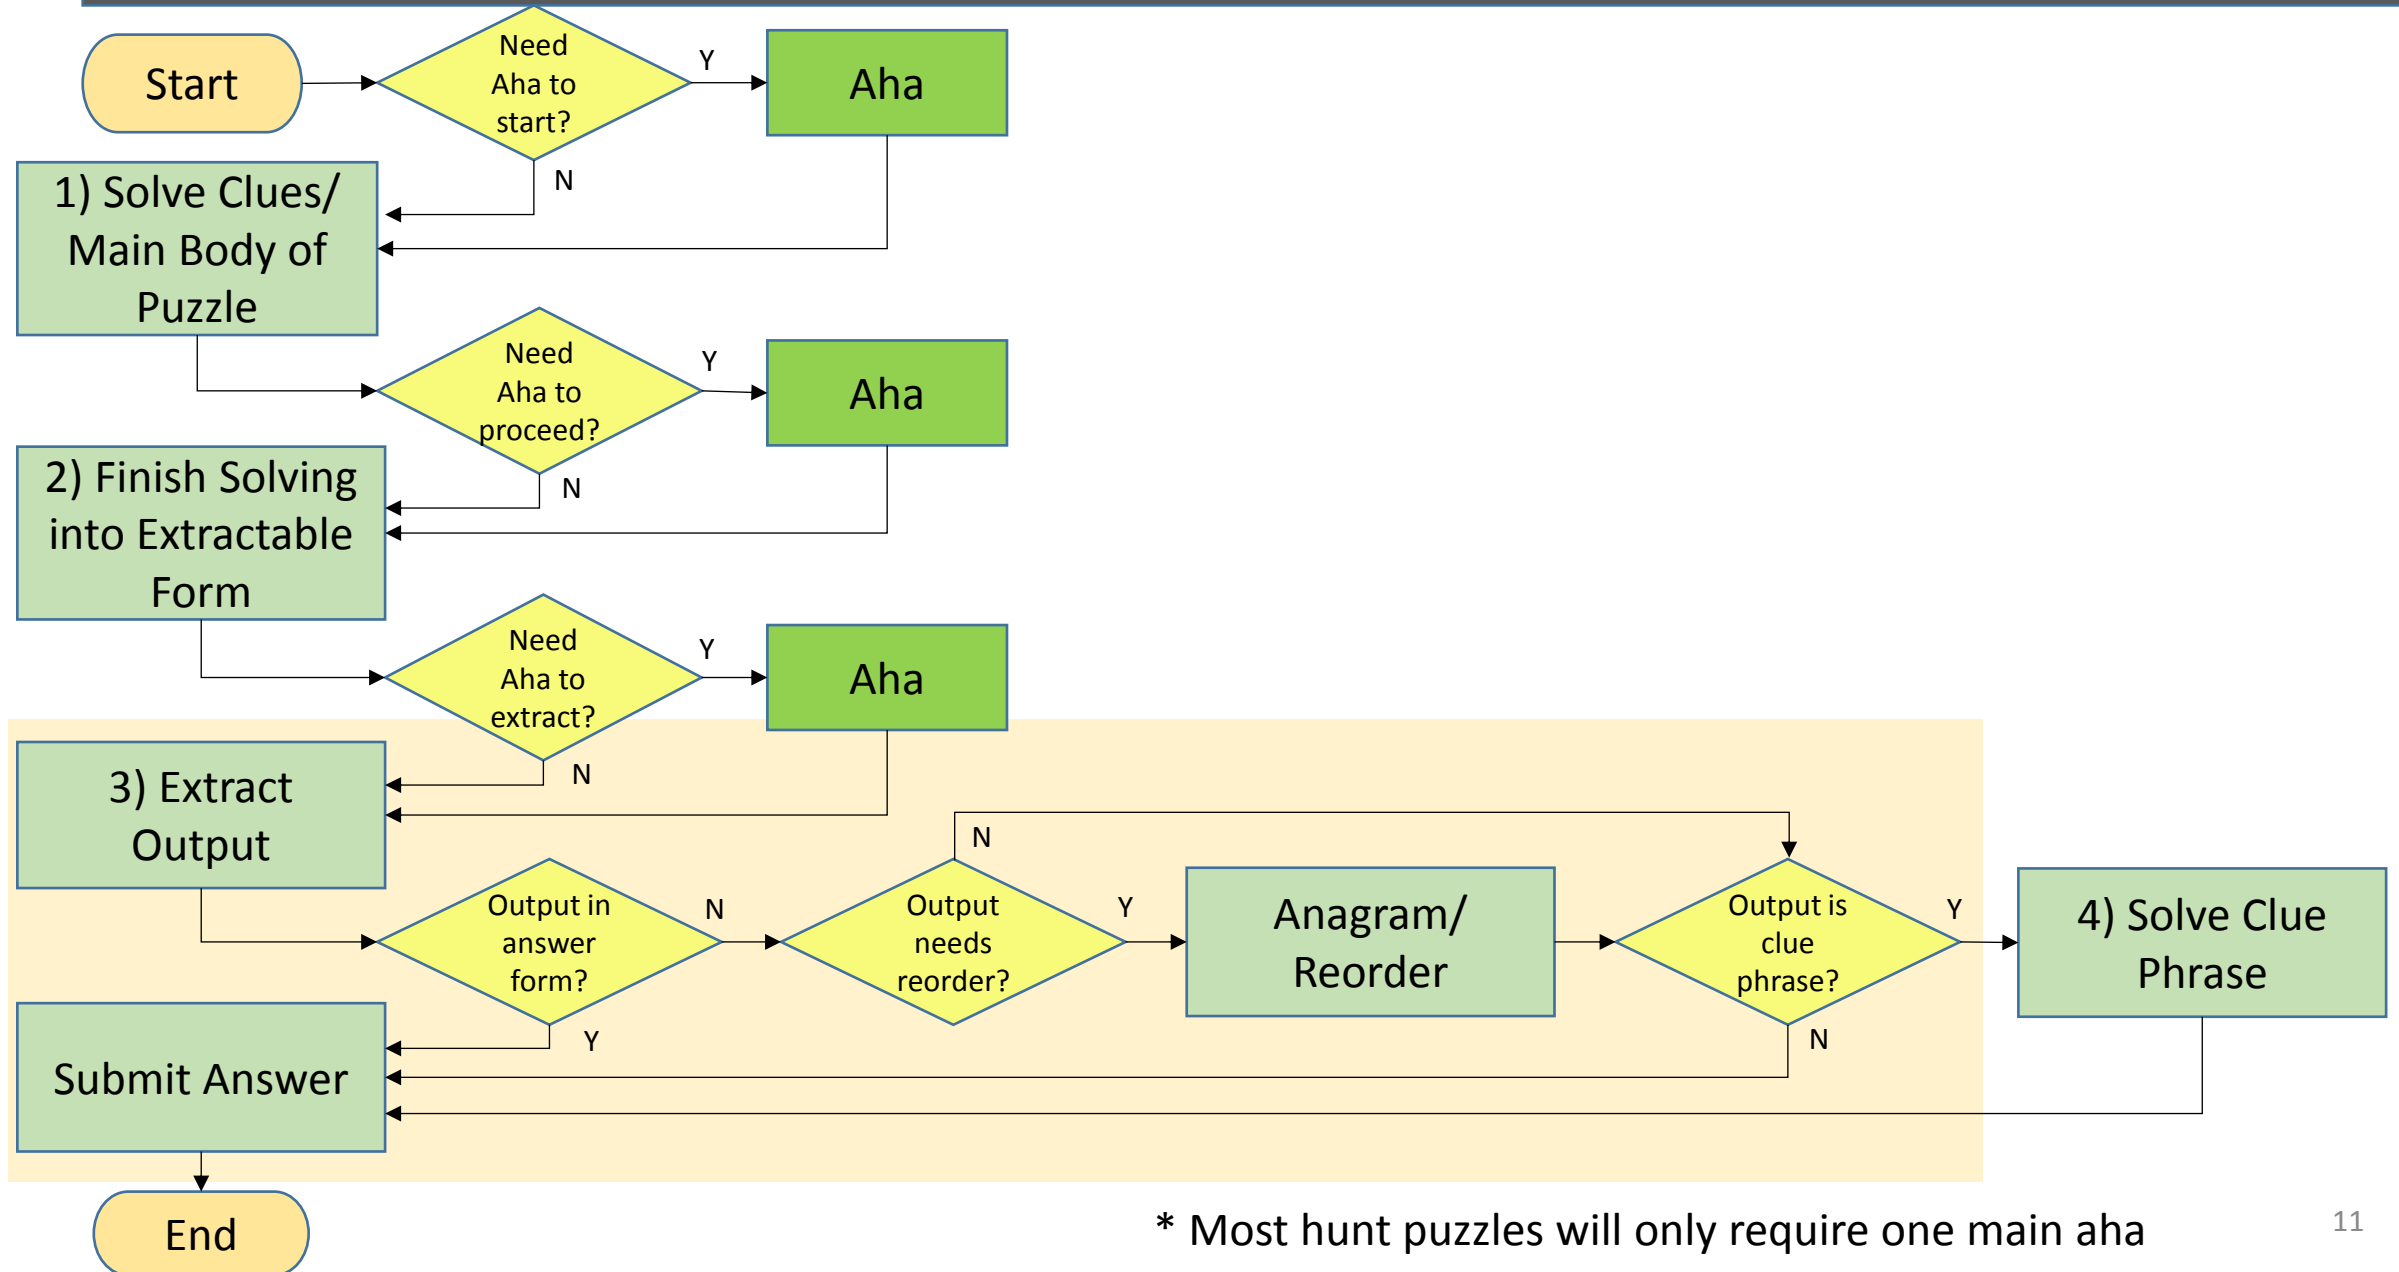 Start
Need
Aha to
start?
Y
Aha
N
1) Solve Clues/
Main Body of
Puzzle
Need
Aha to
proceed?
Y
Aha
N
2) Finish Solving
into Extractable
Form
Need
Aha to
extract?
Y
Aha
N
3) Extract
Output
Output in
answer
form?
N
Y
Output
needs
reorder?
N
Y
Anagram/
Reorder
Output is
clue
phrase?
Y
N
4) Solve Clue
Phrase
Submit Answer
End
* Most hunt puzzles will only require one main aha
11